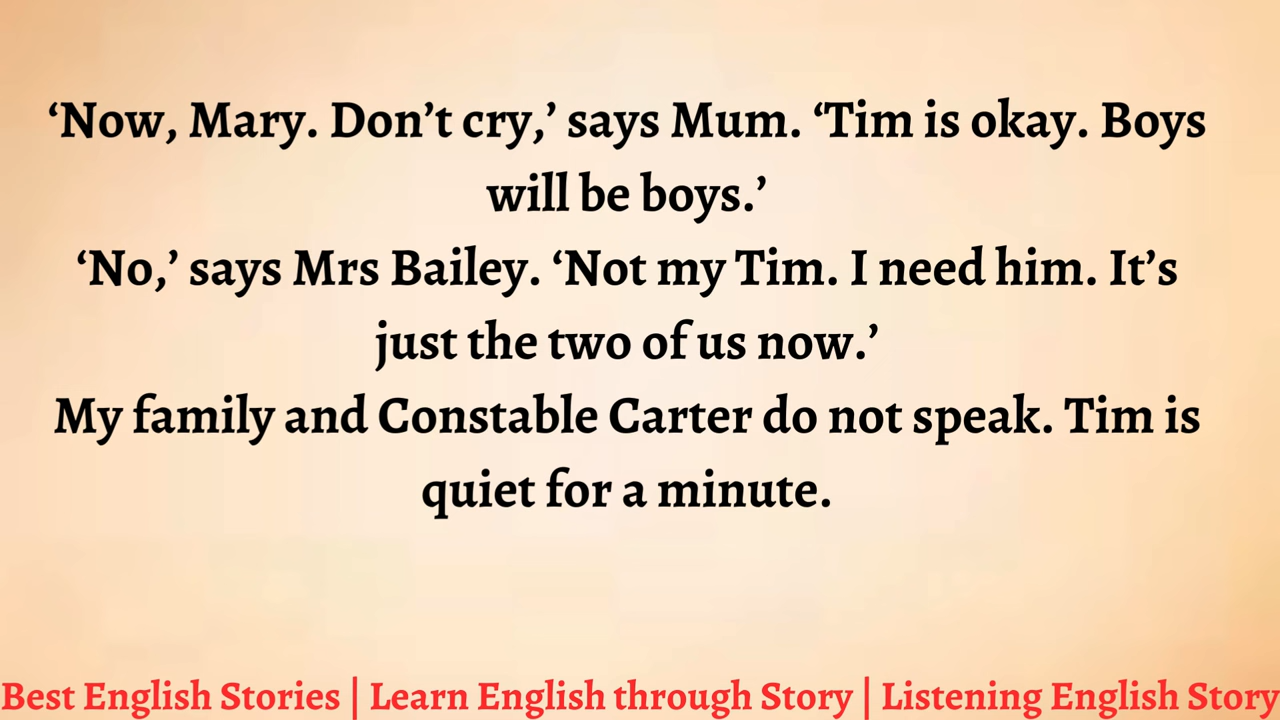 ‘Now, Mary. Don’t cry,’ says Mum. ‘Tim is okay. Boys
will be boys.’
‘No,’ says Mrs Bailey. ‘Not my Tim. I need him. It’s
just the two of us now.’
My family and Constable Carter do not speak. Tim is
quiet for a minute.
Best English Stories | Learn English through Story | Listening English Story